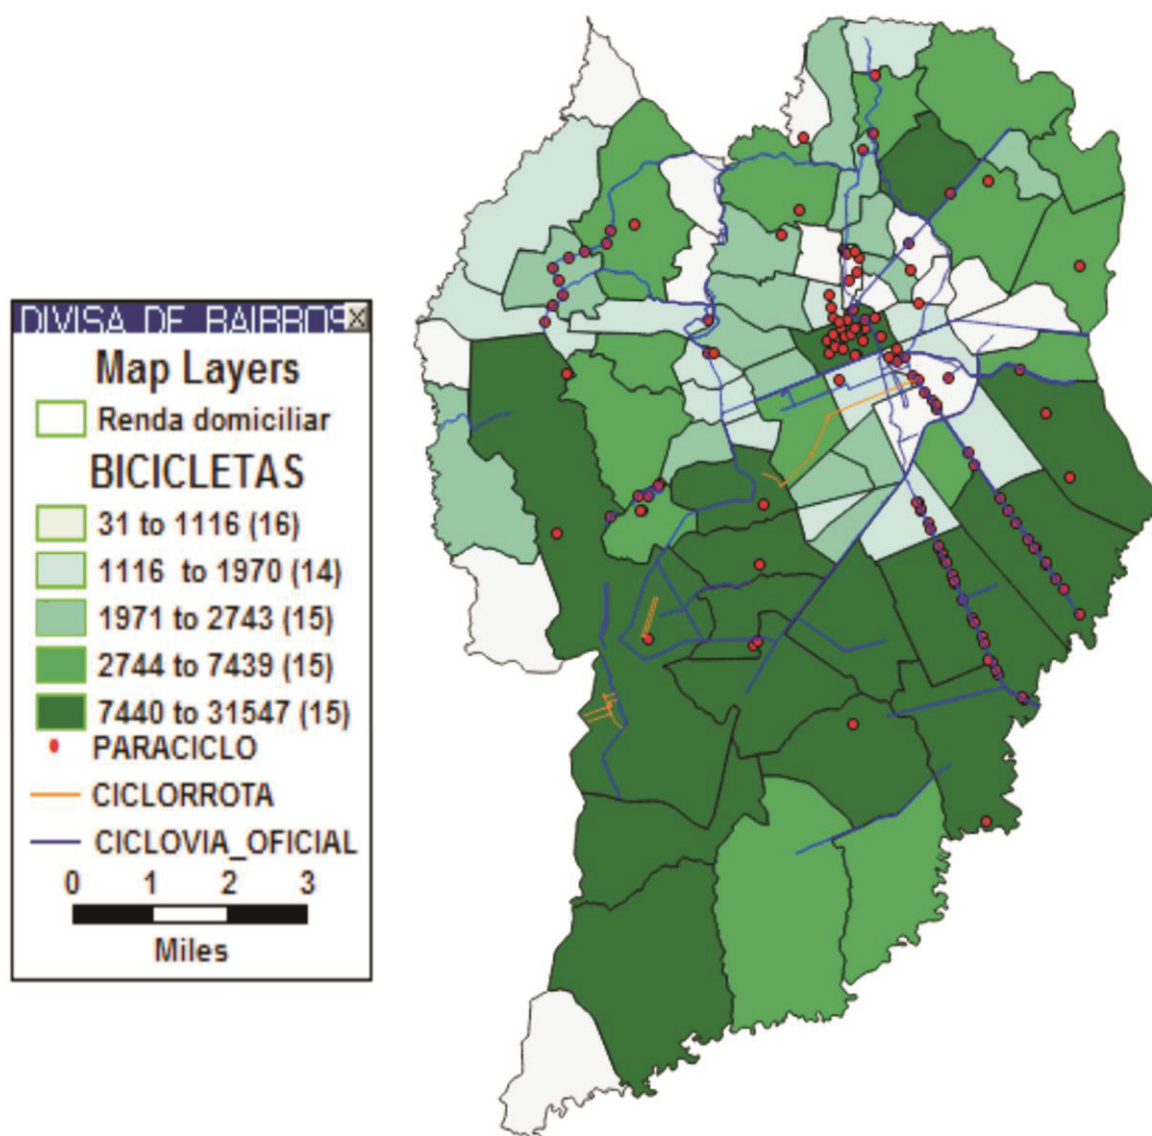 DIVISA DE BAIRROS
Map Layers
Renda domiciliar
BICICLETAS
31 to 1116 (16)
1116 to 1970 (14)
1971 to 2743 (15)
2744 to 7439 (15)
7440 to 31547 (15)
PARACICLO
CICLORROTA
CICLOVIA_OFICIAL
0 1 2 3
Miles